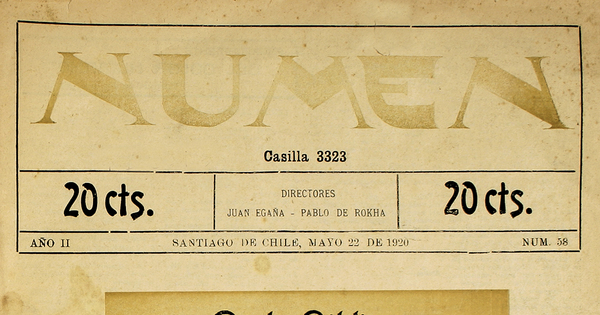 NUMEN
Casilla 3323
20 cts.
DIRECTORES
JUAN EGAÑA - PABLO DE ROKHA
20 cts.
AÑO II
SANTIAGO DE CHILE, MAYO 22 DE 1920
NUM. 58